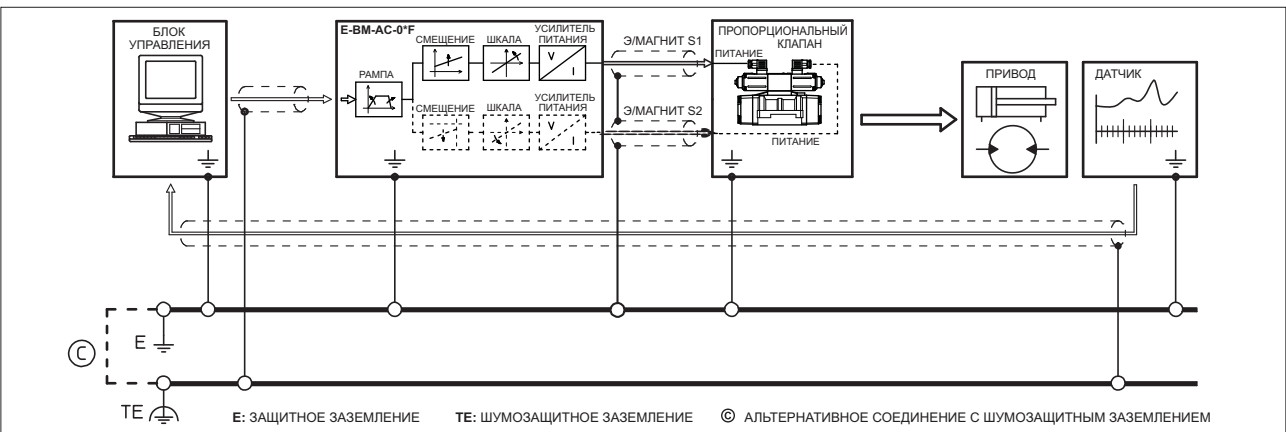 БЛОК
УПРАВЛЕНИЯ
E-BM-AC-0*F
РАМПА
СМЕЩЕНИЕ
ШКАЛА
УСИЛИТЕЛЬ
ПИТАНИЯ
V
I
СМЕЩЕНИЕ
ШКАЛА
УСИЛИТЕЛЬ
ПИТАНИЯ
V
I
Э/МАГНИТ S1
Э/МАГНИТ S2
ПРОПОРЦИОНАЛЬНЫЙ
КЛАПАН
ПИТАНИЕ
ПИТАНИЕ
ПРИВОД
ДАТЧИК
C
E
TE
E: ЗАЩИТНОЕ ЗАЗЕМЛЕНИЕ
TE: ШУМОЗАЩИТНОЕ ЗАЗЕМЛЕНИЕ
© АЛЬТЕРНАТИВНОЕ СОЕДИНЕНИЕ С ШУМОЗАЩИТНЫМ ЗАЗЕМЛЕНИЕМ